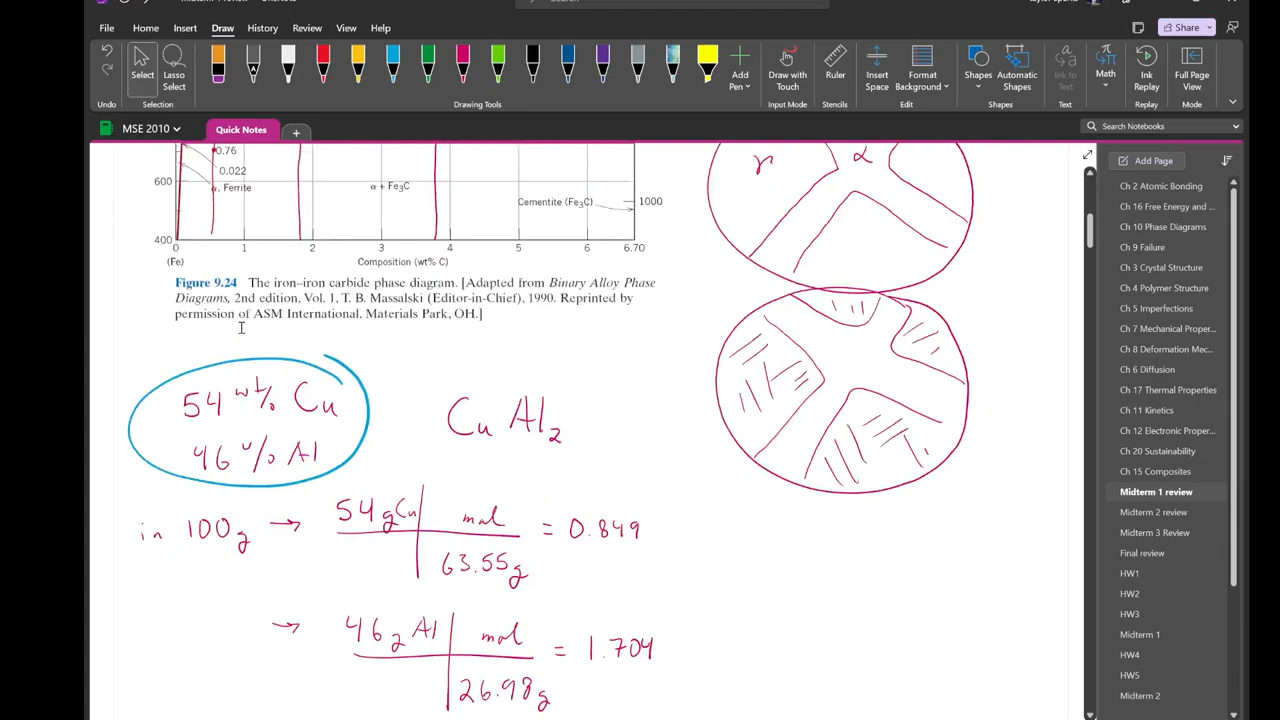 File Home Insert Draw History Review View Help Share
Select Lasso Select Add Pen Draw with Touch Ruler Insert Space Format Background Shapes Automatic Shapes Ink to Text Math Ink Replay Full Page View
Undo Selection Drawing Tools Input Mode Stencils Edit Shapes Text Math Replay Mode
MSE 2010 Quick Notes + Search Notebooks
Add Page
Ch 2 Atomic Bonding
Ch 16 Free Energy and ...
Ch 10 Phase Diagrams
Ch 9 Failure
Ch 3 Crystal Structure
Ch 4 Polymer Structure
Ch 5 Imperfections
Ch 7 Mechanical Proper...
Ch 8 Deformation Mec...
Ch 6 Diffusion
Ch 17 Thermal Properties
Ch 11 Kinetics
Ch 12 Electronic Proper...
Ch 20 Sustainability
Ch 15 Composites
Midterm 1 review
Midterm 2 review
Midterm 3 Review
Final review
HW1
HW2
HW3
Midterm 1
HW4
HW5
Midterm 2
0.76
0.022
600
α, Ferrite
α + Fe3C
Cementite (Fe3C)
1000
400
0 1 2 3 4 5 6 6.70
(Fe)
Composition (wt% C)
γ α
Figure 9.24 The iron–iron carbide phase diagram. [Adapted from Binary Alloy Phase
Diagrams, 2nd edition, Vol. 1, T. B. Massalski (Editor-in-Chief), 1990. Reprinted by
permission of ASM International, Materials Park, OH.]
54 wt% Cu
46 % Al
CuAl2
in 100g → 54 g Cu mol = 0.849
63.55g
→ 46g Al mol = 1.704
26.98g